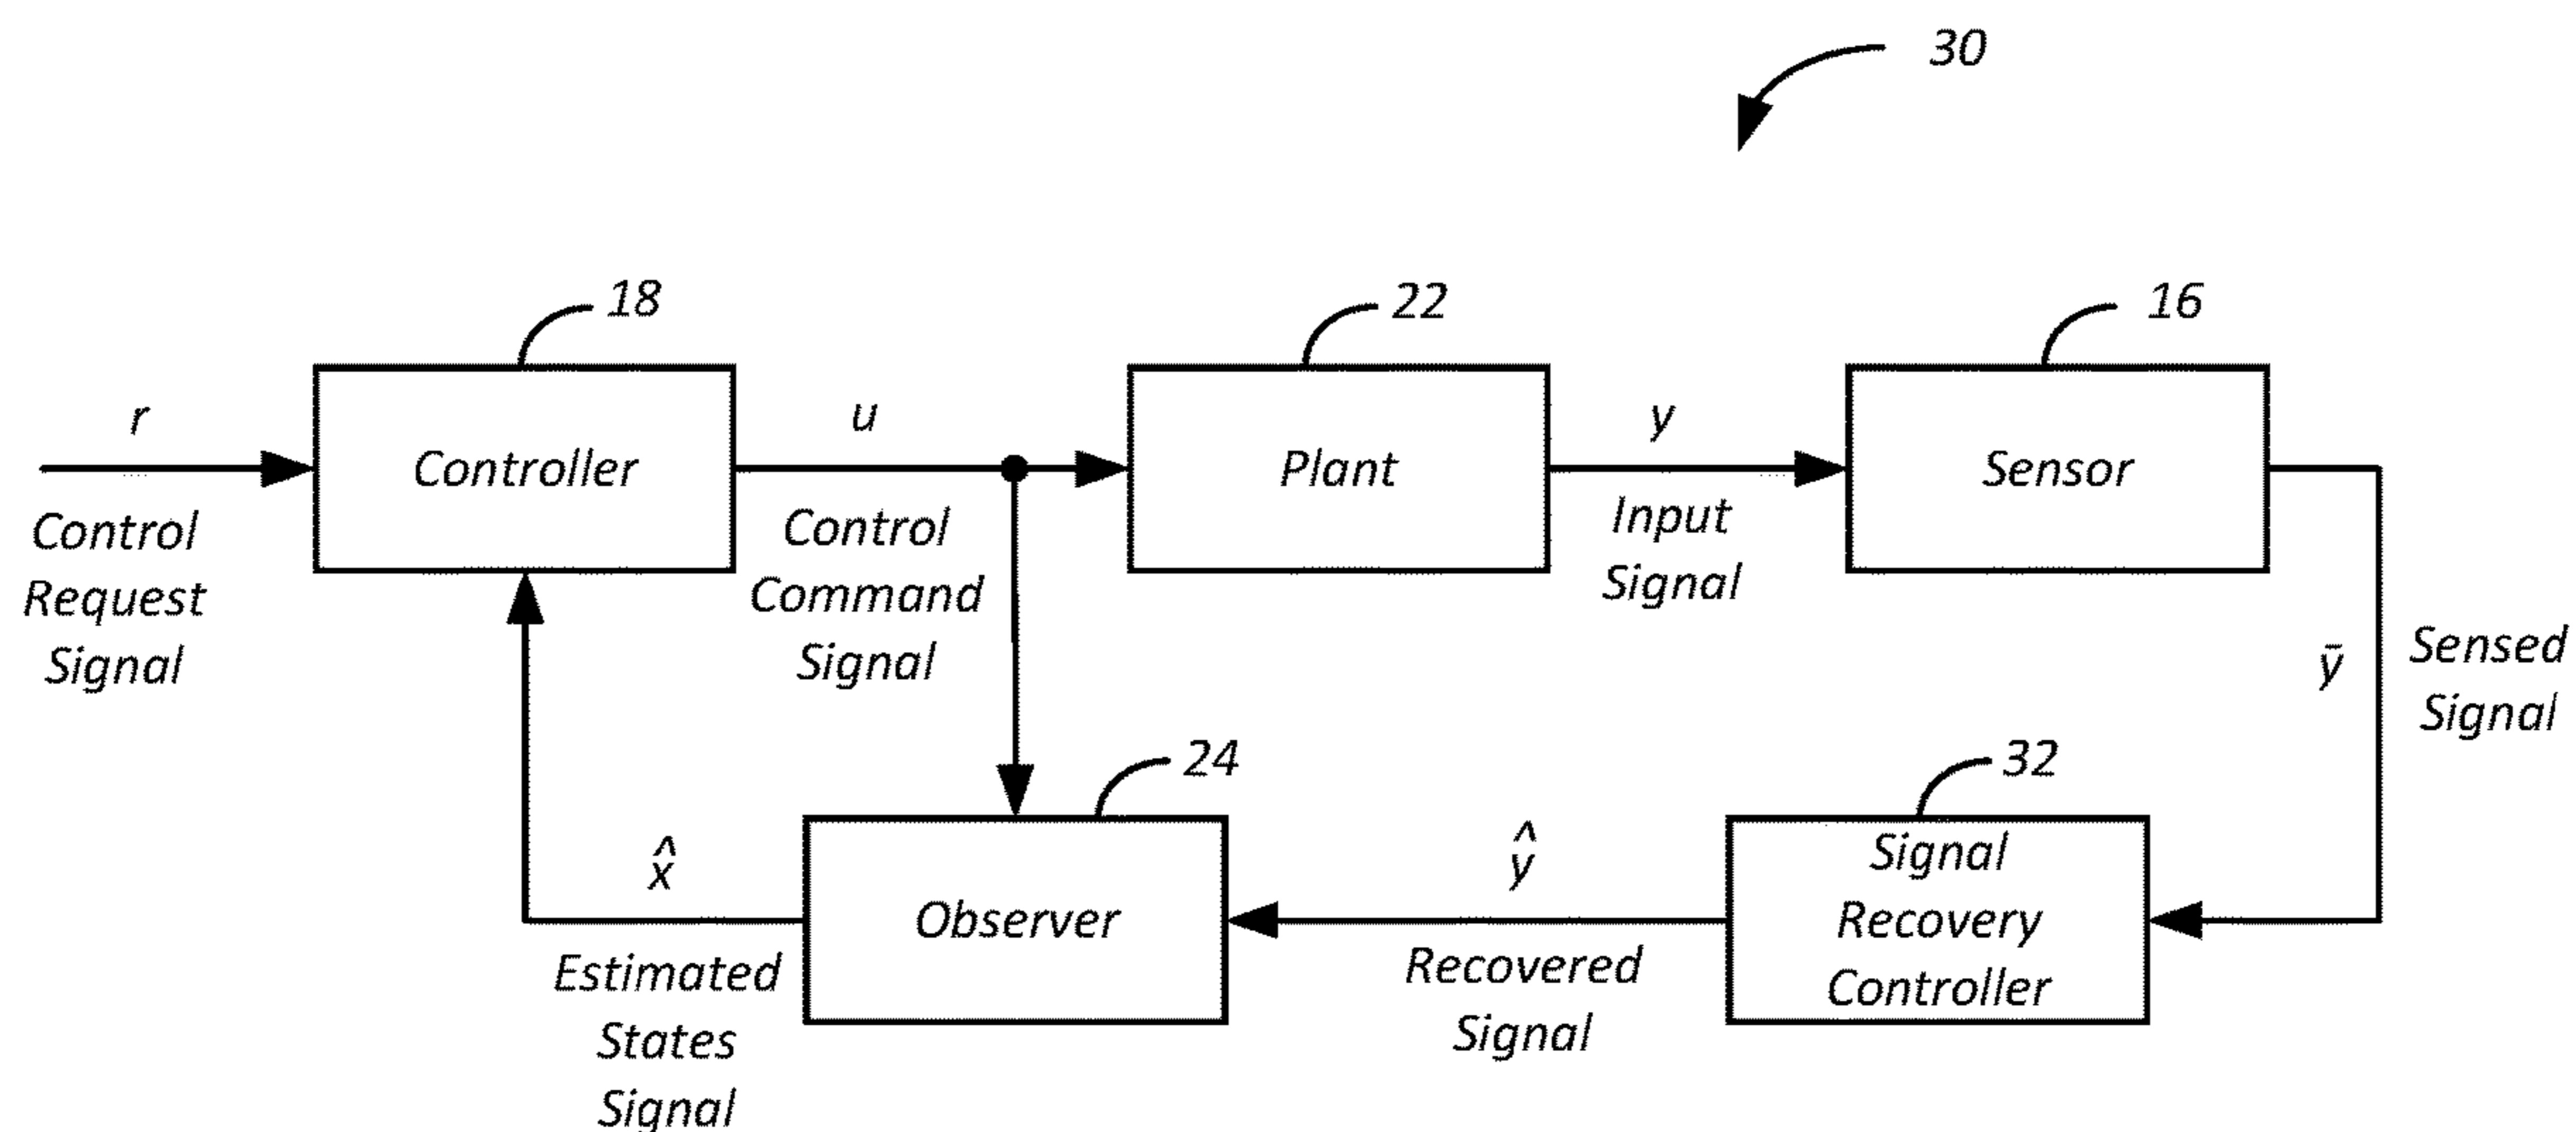 30
18
22
16
r
u
y
Controller
Plant
Sensor
Control
Request
Signal
Control
Command
Signal
Input
Signal
ȳ
Sensed
Signal
24
32
x̂
ŷ
Observer
Signal
Recovery
Controller
Estimated
States
Signal
Recovered
Signal